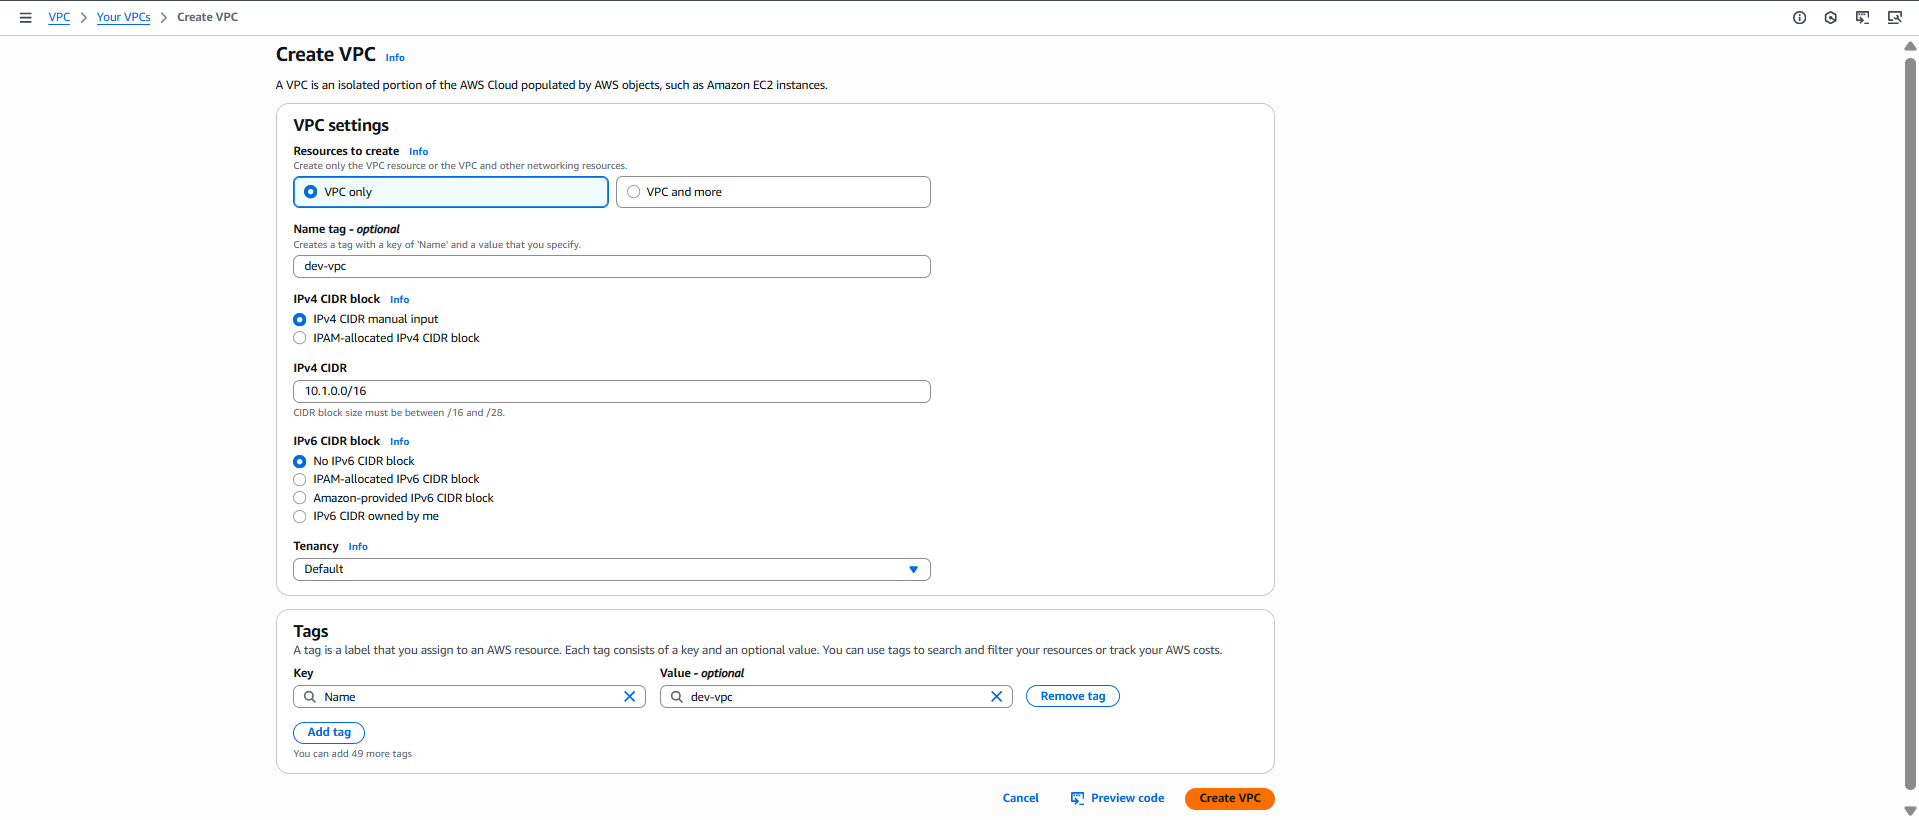 VPC > Your VPCs > Create VPC
Create VPC Info
A VPC is an isolated portion of the AWS Cloud populated by AWS objects, such as Amazon EC2 instances.
VPC settings
Resources to create Info
Create only the VPC resource or the VPC and other networking resources.
VPC only
VPC and more
Name tag - optional
Creates a tag with a key of 'Name' and a value that you specify.
dev-vpc
IPv4 CIDR block Info
IPv4 CIDR manual input
IPAM-allocated IPv4 CIDR block
IPv4 CIDR
10.1.0.0/16
CIDR block size must be between /16 and /28.
IPv6 CIDR block Info
No IPv6 CIDR block
IPAM-allocated IPv6 CIDR block
Amazon-provided IPv6 CIDR block
IPv6 CIDR owned by me
Tenancy Info
Default
Tags
A tag is a label that you assign to an AWS resource. Each tag consists of a key and an optional value. You can use tags to search and filter your resources or track your AWS costs.
Key
Value - optional
Name
dev-vpc
Remove tag
Add tag
You can add 49 more tags
Cancel
Preview code
Create VPC